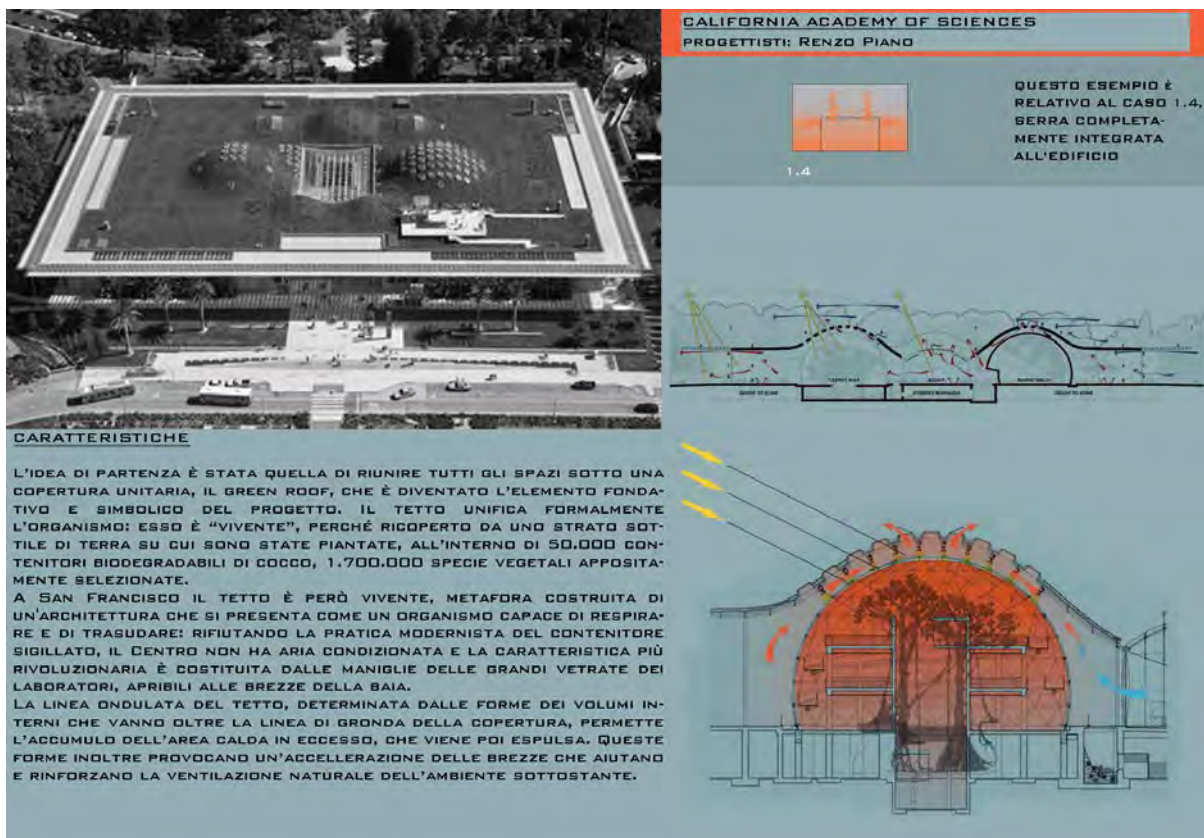 CALIFORNIA ACADEMY OF SCIENCES
PROGETTISTI: RENZO PIANO
QUESTO ESEMPIO È
RELATIVO AL CASO 1.4,
SERRA COMPLETA-
MENTE INTEGRATA
ALL'EDIFICIO
1.4
CARATTERISTICHE
L'IDEA DI PARTENZA È STATA QUELLA DI RIUNIRE TUTTI GLI SPAZI SOTTO UNA
COPERTURA UNITARIA, IL GREEN ROOF, CHE È DIVENTATO L'ELEMENTO FONDA-
TIVO E SIMBOLICO DEL PROGETTO. IL TETTO UNIFICA FORMALMENTE
L'ORGANISMO: ESSO È “VIVENTE”, PERCHÉ RICOPERTO DA UNO STRATO SOT-
TILE DI TERRA SU CUI SONO STATE PIANTATE, ALL'INTERNO DI 50.000 CON-
TENITORI BIODEGRADABILI DI COCCO, 1.700.000 SPECIE VEGETALI APPOSITA-
MENTE SELEZIONATE.
A SAN FRANCISCO IL TETTO È PERÒ VIVENTE, METAFORA COSTRUITA DI
UN'ARCHITETTURA CHE SI PRESENTA COME UN ORGANISMO CAPACE DI RESPIRA-
RE E DI TRASUDARE: RIFIUTANDO LA PRATICA MODERNISTA DEL CONTENITORE
SIGILLATO, IL CENTRO NON HA ARIA CONDIZIONATA E LA CARATTERISTICA PIÙ
RIVOLUZIONARIA È COSTITUITA DALLE MANIGLIE DELLE GRANDI VETRATE DEI
LABORATORI, APRIBILI ALLE BREZZE DELLA BAIA.
LA LINEA ONDULATA DEL TETTO, DETERMINATA DALLE FORME DEI VOLUMI IN-
TERNI CHE VANNO OLTRE LA LINEA DI GRONDA DELLA COPERTURA, PERMETTE
L'ACCUMULO DELL'AREA CALDA IN ECCESSO, CHE VIENE POI ESPULSA. QUESTE
FORME INOLTRE PROVOCANO UN'ACCELLERAZIONE DELLE BREZZE CHE AIUTANO
E RINFORZANO LA VENTILAZIONE NATURALE DELL'AMBIENTE SOTTOSTANTE.